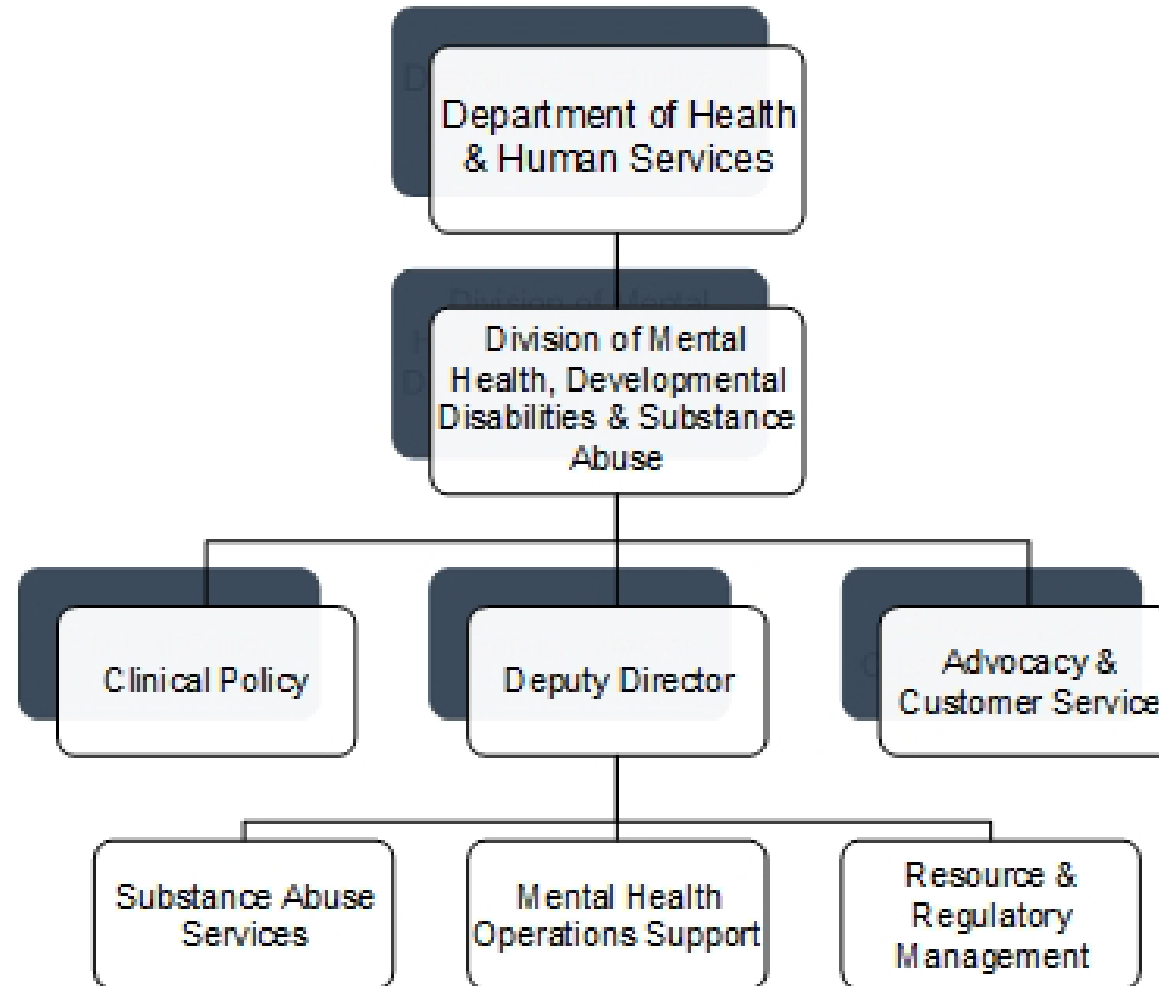 Department of Health
& Human Services
Division of Mental
Health, Developmental
Disabilities & Substance
Abuse
Clinical Policy
Deputy Director
Advocacy &
Customer Service
Substance Abuse
Services
Mental Health
Operations Support
Resource &
Regulatory
Management